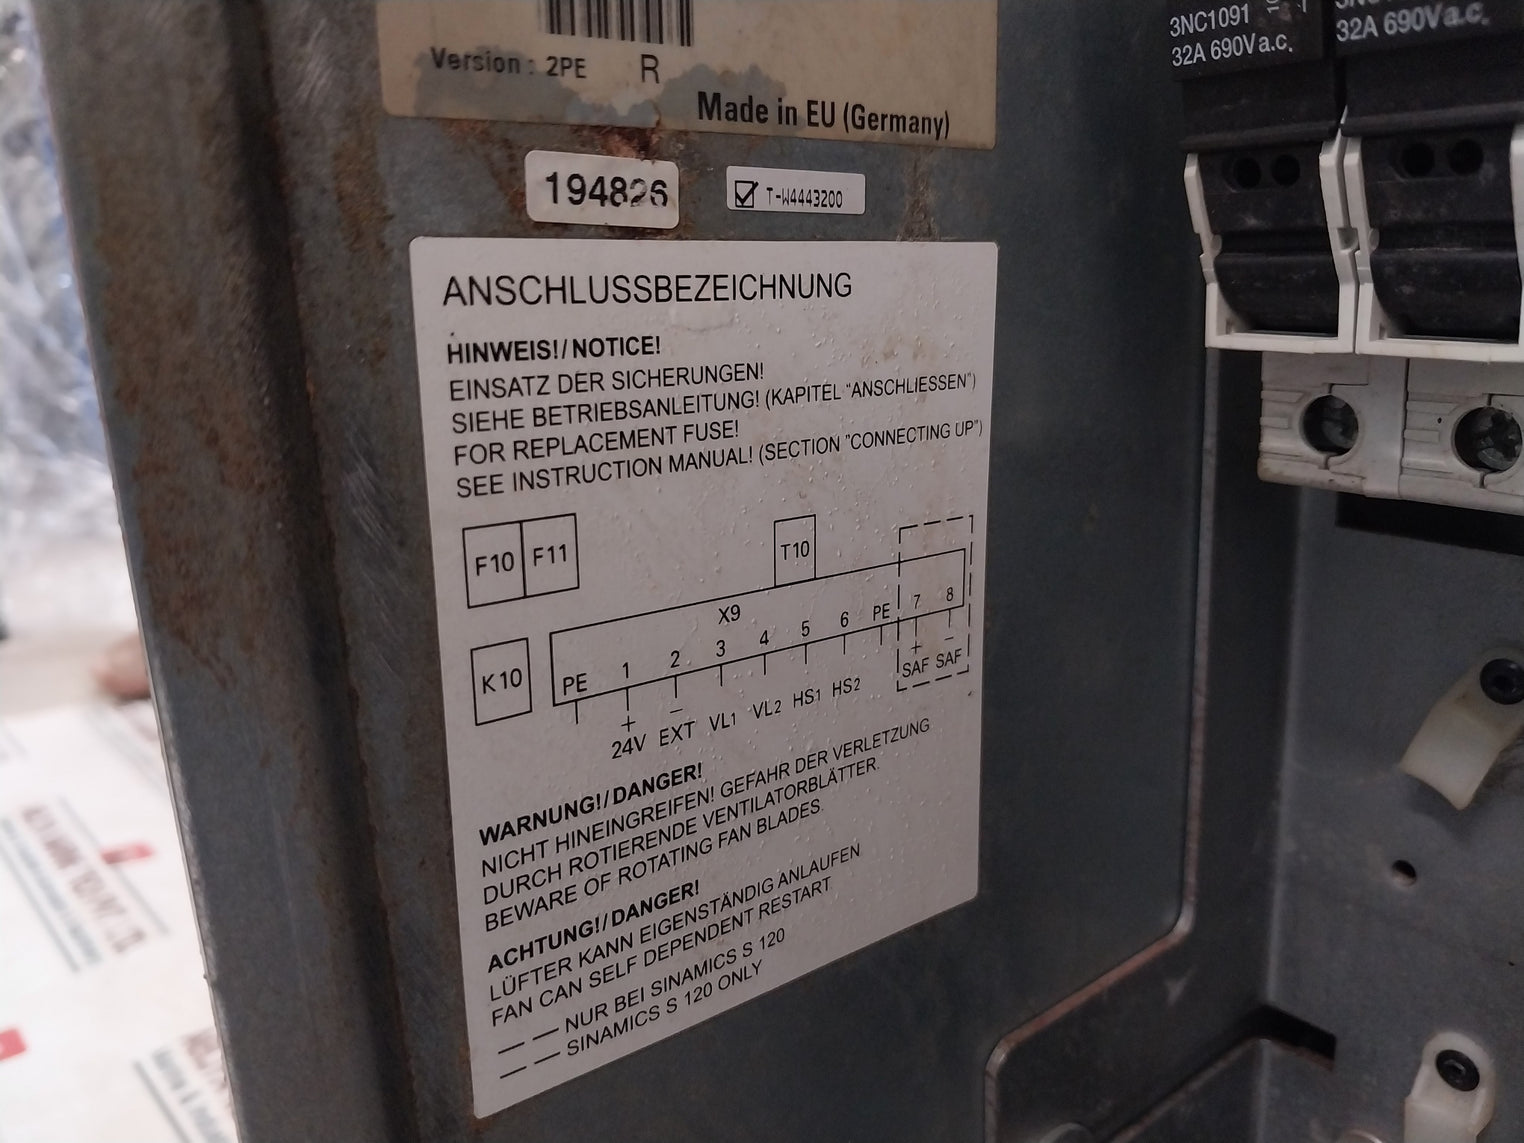 Version : 2PE R
Made in EU (Germany)
194826
T-W4443200
3NC1091
32A 690Va.c.
32A 690Va.c.
ANSCHLUSSBEZEICHNUNG
HINWEIS!/NOTICE!
EINSATZ DER SICHERUNGEN!
SIEHE BETRIEBSANLEITUNG! (KAPITEL "ANSCHLIESSEN")
FOR REPLACEMENT FUSE!
SEE INSTRUCTION MANUAL! (SECTION "CONNECTING UP")
F10 F11
T10
K10
X9
PE 1 2 3 4 5 6 PE 7 8
+ − + −
24V EXT VL1 VL2 HS1 HS2 SAF SAF
WARNUNG!/DANGER!
NICHT HINEINGREIFEN! GEFAHR DER VERLETZUNG
DURCH ROTIERENDE VENTILATORBLÄTTER.
BEWARE OF ROTATING FAN BLADES.
ACHTUNG!/DANGER!
LÜFTER KANN EIGENSTÄNDIG ANLAUFEN
FAN CAN SELF DEPENDENT RESTART
— — NUR BEI SINAMICS S 120
— — SINAMICS S 120 ONLY